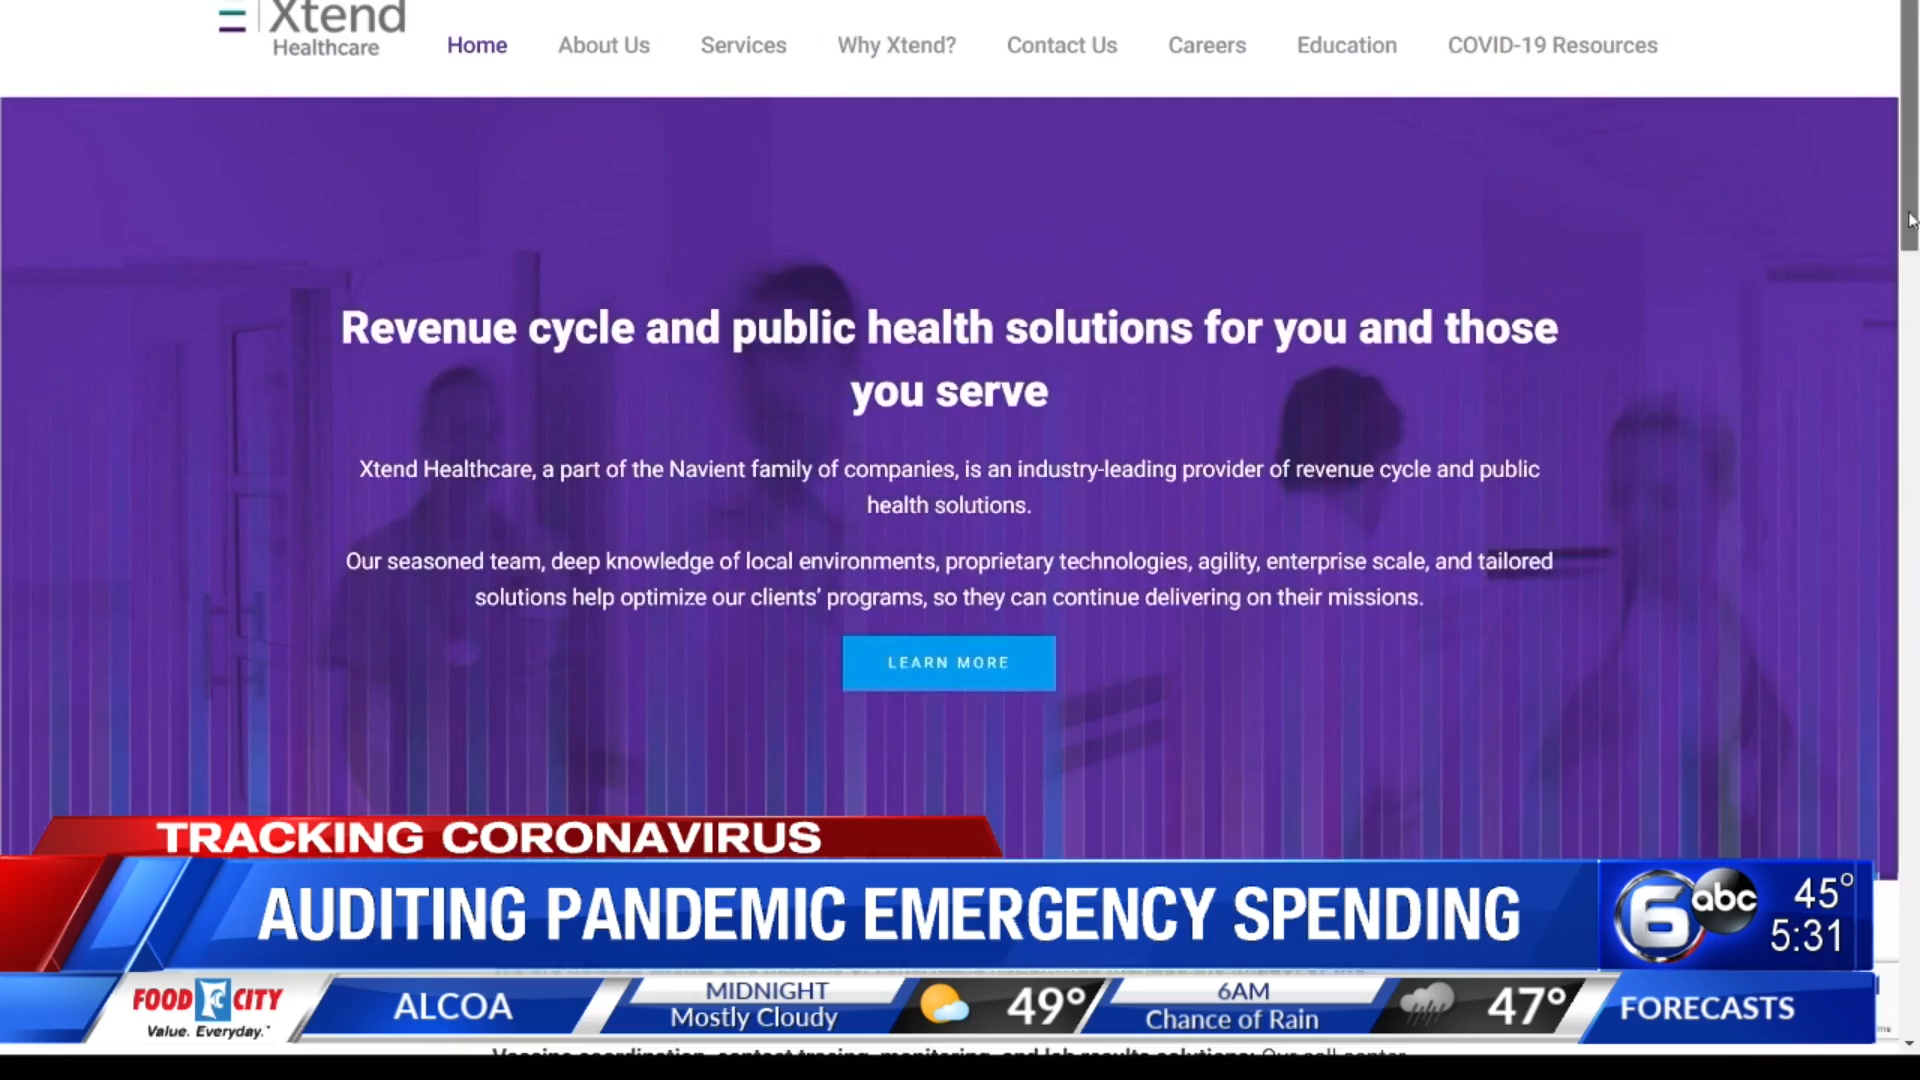 Xtend
Healthcare
Home About Us Services Why Xtend? Contact Us Careers Education COVID-19 Resources
Revenue cycle and public health solutions for you and those
you serve
Xtend Healthcare, a part of the Navient family of companies, is an industry-leading provider of revenue cycle and public
health solutions.
Our seasoned team, deep knowledge of local environments, proprietary technologies, agility, enterprise scale, and tailored
solutions help optimize our clients' programs, so they can continue delivering on their missions.
LEARN MORE
TRACKING CORONAVIRUS
AUDITING PANDEMIC EMERGENCY SPENDING
6 abc 45°
5:31
FOOD FC CITY
Value. Everyday.
ALCOA
MIDNIGHT
Mostly Cloudy
49°
6AM
Chance of Rain
47°
FORECASTS